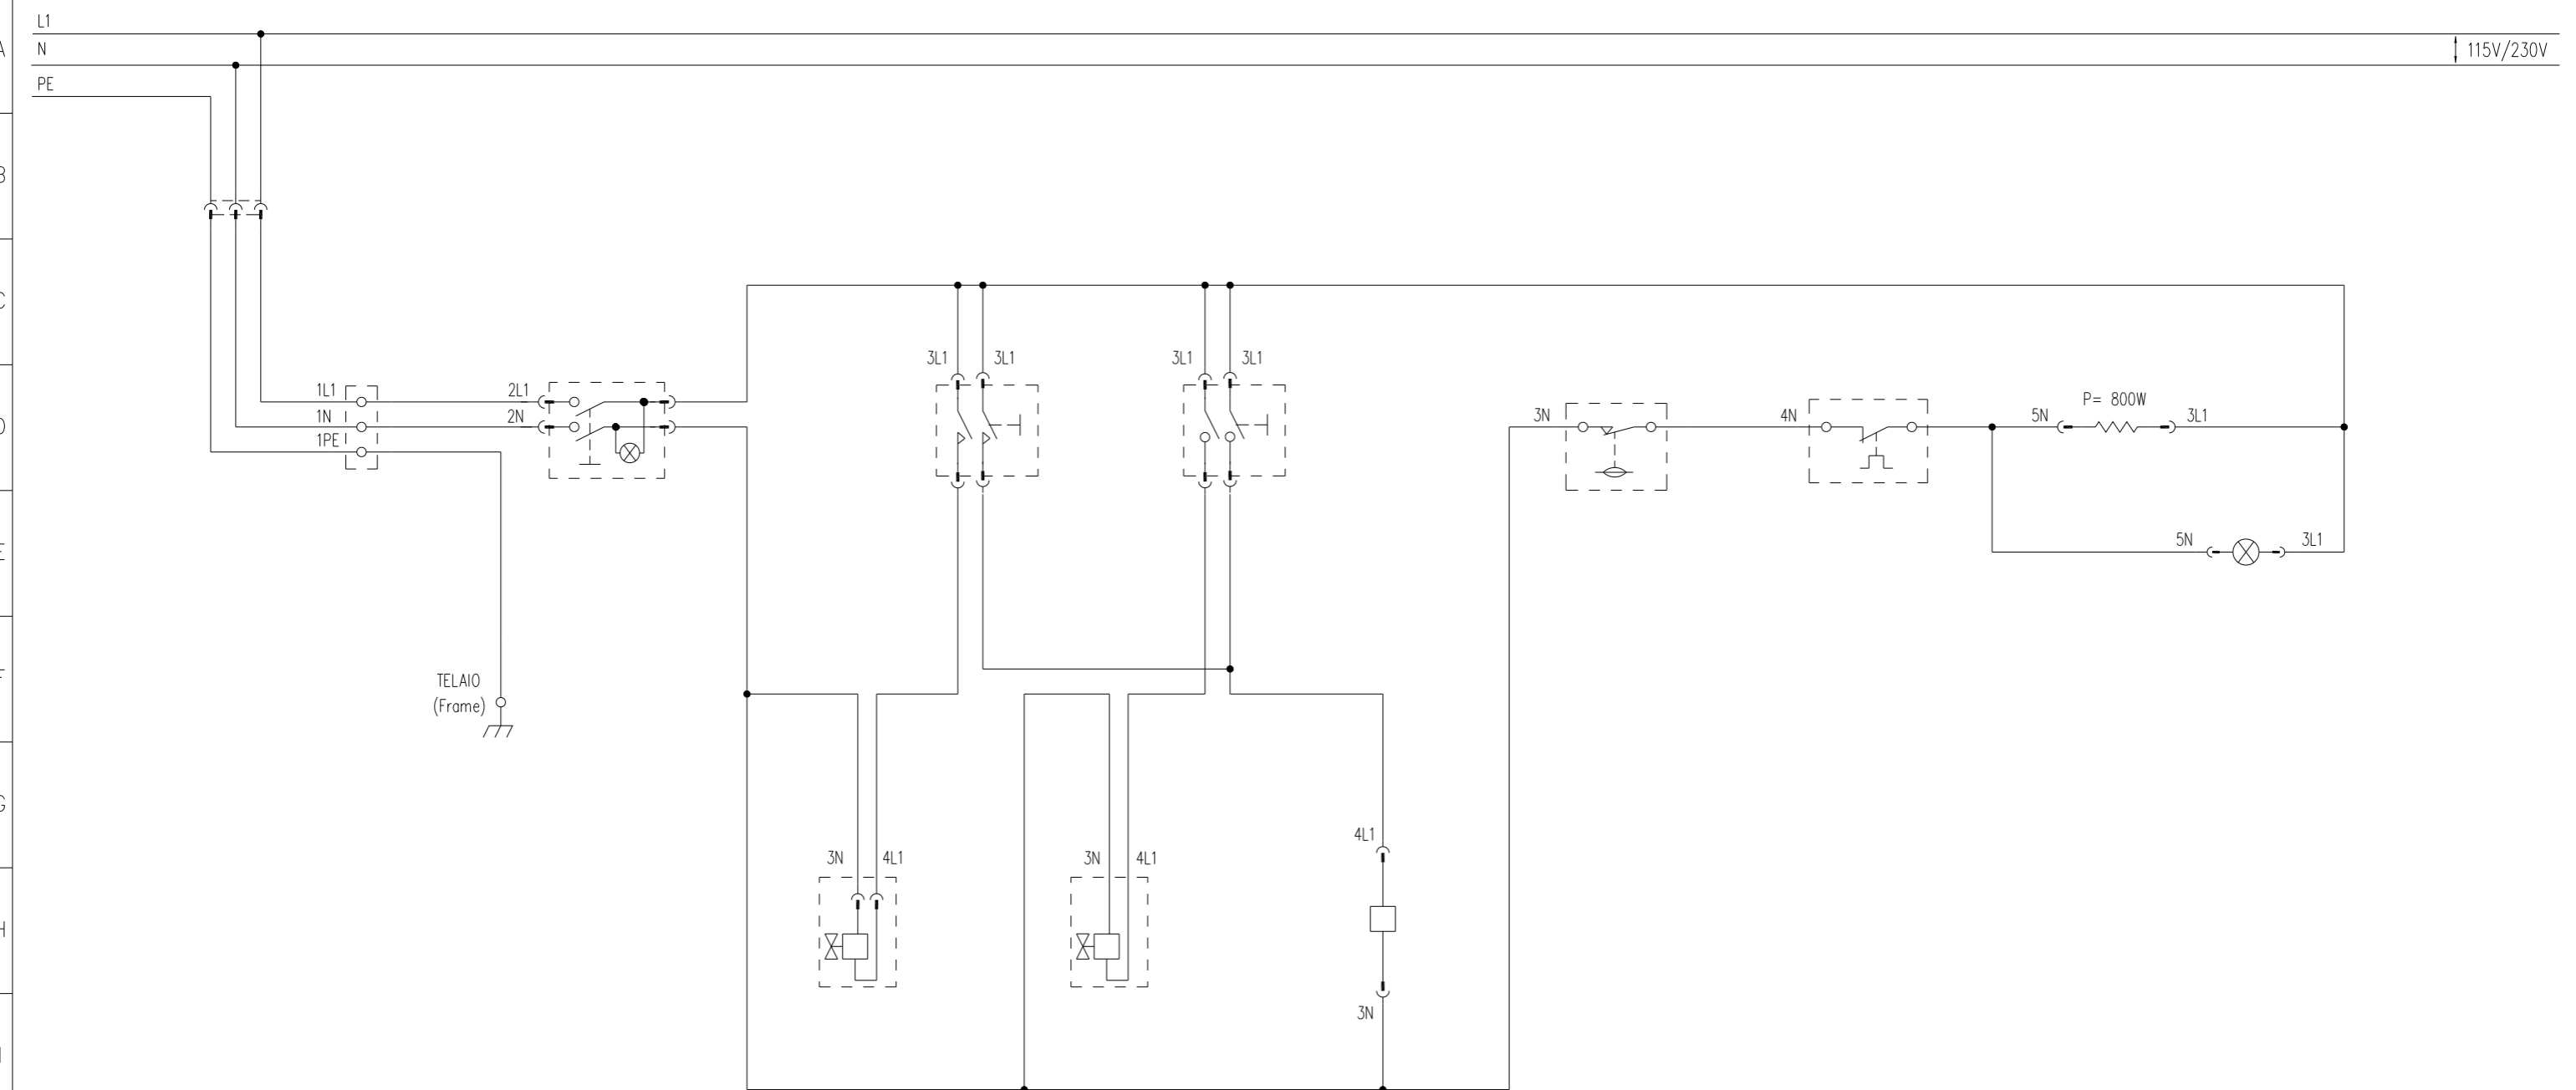 L1
A
N
115V/230V
PE
B
C
3L1
3L1
3L1
3L1
1L1
2L1
P= 800W
1N
2N
3N
4N
5N
3L1
1PE
D
E
5N
3L1
F
TELAIO
(Frame)
G
4L1
3N
4L1
3N
4L1
H
3N
I